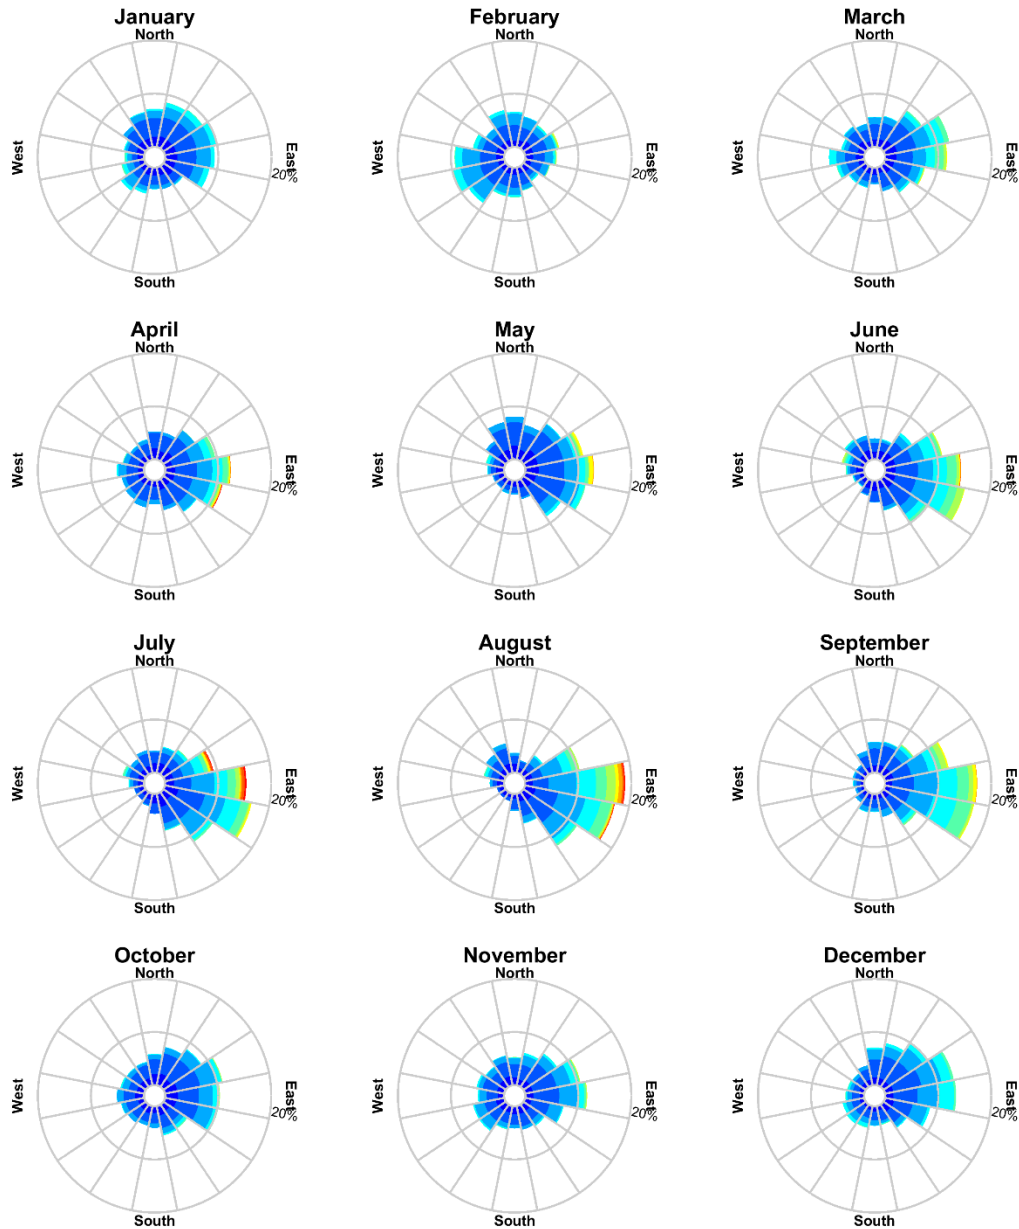 January February March
North North North
West East West East West East
20% 20% 20%
South South South
April May June
North North North
West East West East West East
20% 20% 20%
South South South
July August September
North North North
West East West East West East
20% 20% 20%
South South South
October November December
North North North
West East West East West East
20% 20% 20%
South South South